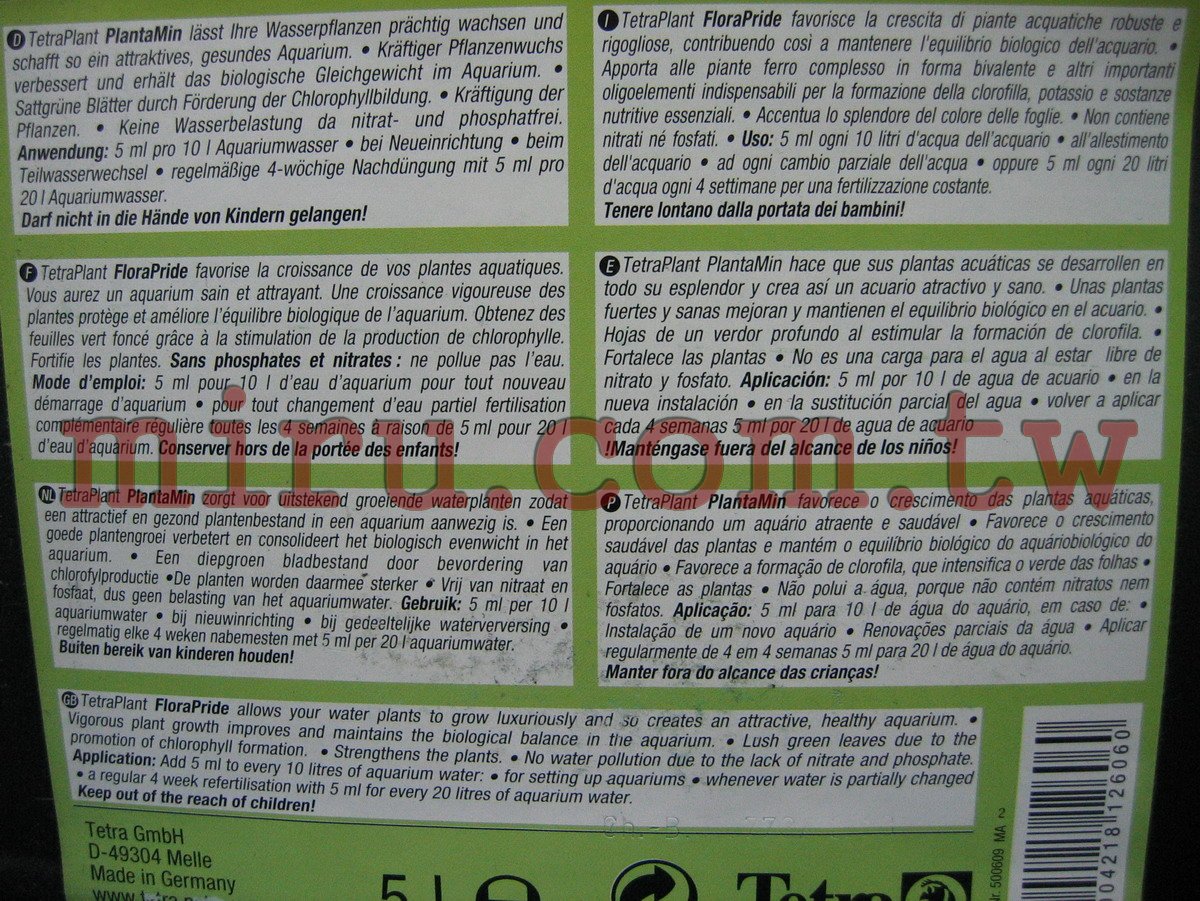 D TetraPlant PlantaMin lässt Ihre Wasserpflanzen prächtig wachsen und
schafft so ein attraktives, gesundes Aquarium. • Kräftiger Pflanzenwuchs
verbessert und erhält das biologische Gleichgewicht im Aquarium. •
Sattgrüne Blätter durch Förderung der Chlorophyllbildung. • Kräftigung der
Pflanzen. • Keine Wasserbelastung da nitrat- und phosphatfrei.
Anwendung: 5 ml pro 10 l Aquariumwasser • bei Neueinrichtung • beim
Teilwasserwechsel • regelmäßige 4-wöchige Nachdüngung mit 5 ml pro
20 l Aquariumwasser.
Darf nicht in die Hände von Kindern gelangen!
I TetraPlant FloraPride favorisce la crescita di piante acquatiche robuste e
rigogliose, contribuendo così a mantenere l'equilibrio biologico dell'acquario. •
Apporta alle piante ferro complesso in forma bivalente e altri importanti
oligoelementi indispensabili per la formazione della clorofilla, potassio e sostanze
nutritive essenziali. • Accentua lo splendore del colore delle foglie. • Non contiene
nitrati né fosfati. • Uso: 5 ml ogni 10 litri d'acqua dell'acquario • all'allestimento
dell'acquario • ad ogni cambio parziale dell'acqua • oppure 5 ml ogni 20 litri
d'acqua ogni 4 settimane per una fertilizzazione costante.
Tenere lontano dalla portata dei bambini!
F TetraPlant FloraPride favorise la croissance de vos plantes aquatiques.
Vous aurez un aquarium sain et attrayant. Une croissance vigoureuse des
plantes protège et améliore l'équilibre biologique de l'aquarium. Obtenez des
feuilles vert foncé grâce à la stimulation de la production de chlorophylle.
Fortifie les plantes. Sans phosphates et nitrates : ne pollue pas l'eau.
Mode d'emploi: 5 ml pour 10 l d'eau d'aquarium pour tout nouveau
démarrage d'aquarium • pour tout changement d'eau partiel fertilisation
complémentaire régulière toutes les 4 semaines à raison de 5 ml pour 20 l
d'eau d'aquarium. Conserver hors de la portée des enfants!
E TetraPlant PlantaMin hace que sus plantas acuáticas se desarrollen en
todo su esplendor y crea así un acuario atractivo y sano. • Unas plantas
fuertes y sanas mejoran y mantienen el equilibrio biológico en el acuario. •
Hojas de un verdor profundo al estimular la formación de clorofila. •
Fortalece las plantas • No es una carga para el agua al estar libre de
nitrato y fosfato. Aplicación: 5 ml por 10 l de agua de acuario • en la
nueva instalación • en la sustitución parcial del agua • volver a aplicar
cada 4 semanas 5 ml por 20 l de agua de acuario
!Manténgase fuera del alcance de los niños!
miru.com.tw
NL TetraPlant PlantaMin zorgt voor uitstekend groeiende waterplanten zodat
een attractief en gezond plantenbestand in een aquarium aanwezig is. • Een
goede plantengroei verbetert en consolideert het biologisch evenwicht in het
aquarium. • Een diepgroen bladbestand door bevordering van
chlorofylproductie •De planten worden daarmee sterker • Vrij van nitraat en
fosfaat, dus geen belasting van het aquariumwater. Gebruik: 5 ml per 10 l
aquariumwater • bij nieuwinrichting • bij gedeeltelijke waterverversing •
regelmatig elke 4 weken nabemesten met 5 ml per 20 l aquariumwater.
Buiten bereik van kinderen houden!
P TetraPlant PlantaMin favorece o crescimento das plantas aquáticas,
proporcionando um aquário atraente e saudável • Favorece o crescimento
saudável das plantas e mantém o equilíbrio biológico do aquáriobiológico do
aquário • Favorece a formação de clorofila, que intensifica o verde das folhas •
Fortalece as plantas • Não polui a água, porque não contém nitratos nem
fosfatos. Aplicação: 5 ml para 10 l de água do aquário, em caso de: •
Instalação de um novo aquário • Renovações parciais da água • Aplicar
regularmente de 4 em 4 semanas 5 ml para 20 l de água do aquário.
Manter fora do alcance das crianças!
GB TetraPlant FloraPride allows your water plants to grow luxuriously and so creates an attractive, healthy aquarium. •
Vigorous plant growth improves and maintains the biological balance in the aquarium. • Lush green leaves due to the
promotion of chlorophyll formation. • Strengthens the plants. • No water pollution due to the lack of nitrate and phosphate.
Application: Add 5 ml to every 10 litres of aquarium water: • for setting up aquariums • whenever water is partially changed
• a regular 4 week refertilisation with 5 ml for every 20 litres of aquarium water.
Keep out of the reach of children!
Tetra GmbH
D-49304 Melle
Made in Germany
5 l
Tetra
Nr. 500609 MA 2
004218 126060